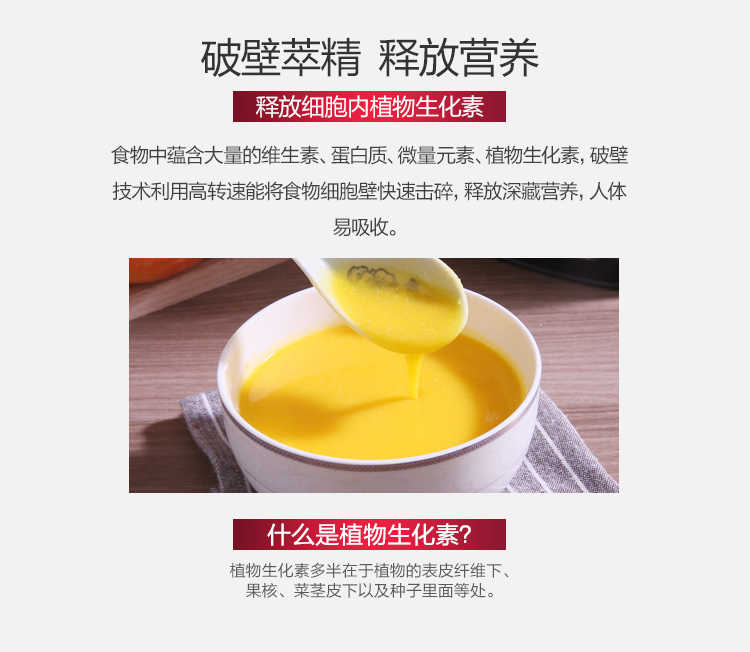 破壁萃精 释放营养
释放细胞内植物生化素
食物中蕴含大量的维生素、蛋白质、微量元素、植物生化素，破壁
技术利用高转速能将食物细胞壁快速击碎，释放深藏营养，人体
易吸收。
什么是植物生化素？
植物生化素多半在于植物的表皮纤维下、
果核、菜茎皮下以及种子里面等处。